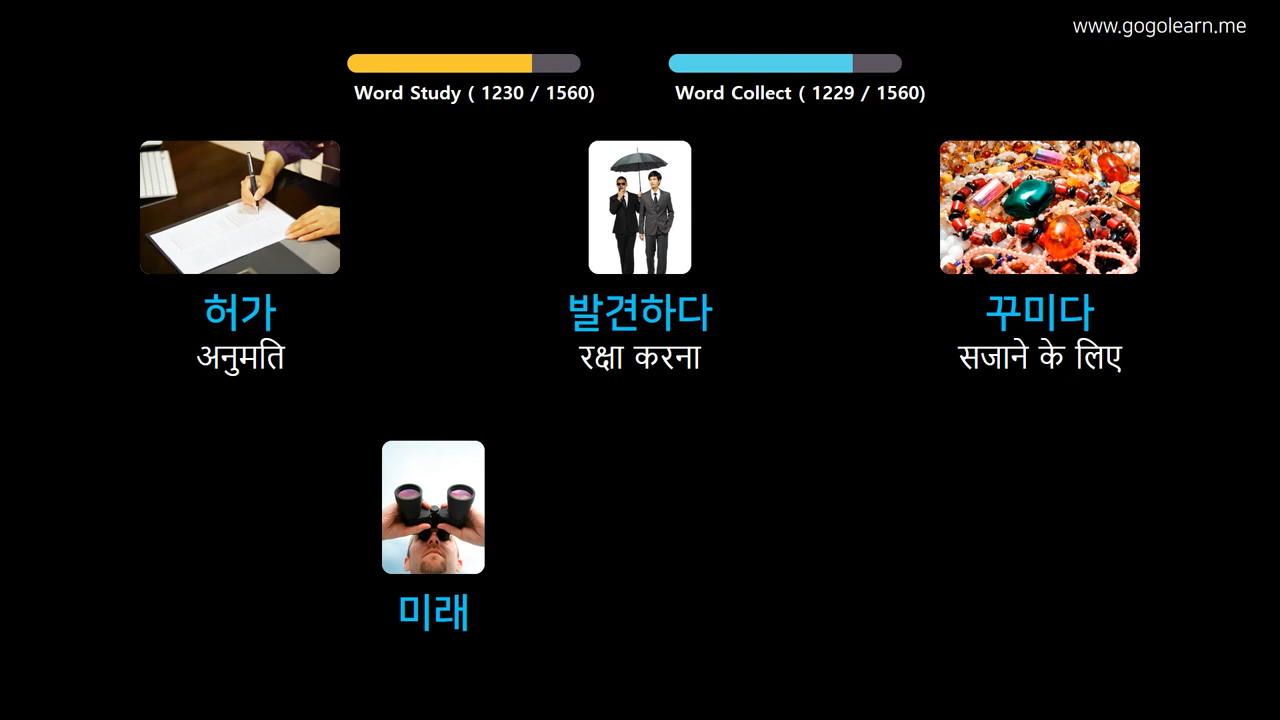 www.gogolearn.me
Word Study ( 1230 / 1560)
Word Collect ( 1229 / 1560)
허가
अनुमति
발견하다
रक्षा करना
꾸미다
सजाने के लिए
미래